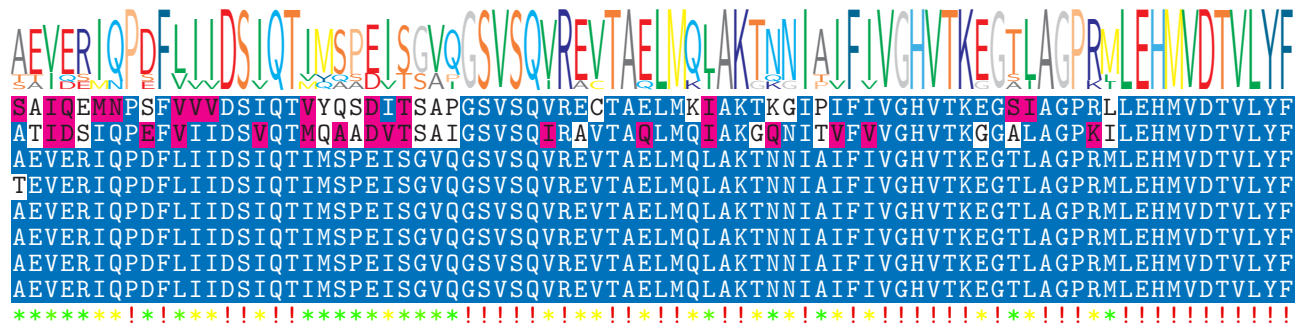 AEVERIQPDFLIIDSIQTIMSPEISGVQGSVSQVREVTAELMQLAKTNNIAIFIVGHVTKEGTLAGPRMLEHMVDTVLYF
SAIQEMNPSFVVVDSIQTVYQSDITSAPGSVSQVRECTAELMKIAKTKGIPIFIVGHVTKEGSIAGPRLLEHMVDTVLYF
ATIDSIQPEFVIIDSVQTMQAADVTSAIGSVSQIRAVTAQLMQIAKGQNITVFVVGHVTKGGALAGPKILEHMVDTVLYF
AEVERIQPDFLIIDSIQTIMSPEISGVQGSVSQVREVTAELMQLAKTNNIAIFIVGHVTKEGTLAGPRMLEHMVDTVLYF
TEVERIQPDFLIIDSIQTIMSPEISGVQGSVSQVREVTAELMQLAKTNNIAIFIVGHVTKEGTLAGPRMLEHMVDTVLYF
AEVERIQPDFLIIDSIQTIMSPEISGVQGSVSQVREVTAELMQLAKTNNIAIFIVGHVTKEGTLAGPRMLEHMVDTVLYF
AEVERIQPDFLIIDSIQTIMSPEISGVQGSVSQVREVTAELMQLAKTNNIAIFIVGHVTKEGTLAGPRMLEHMVDTVLYF
AEVERIQPDFLIIDSIQTIMSPEISGVQGSVSQVREVTAELMQLAKTNNIAIFIVGHVTKEGTLAGPRMLEHMVDTVLYF
AEVERIQPDFLIIDSIQTIMSPEISGVQGSVSQVREVTAELMQLAKTNNIAIFIVGHVTKEGTLAGPRMLEHMVDTVLYF
*******!*!***!!*!!**********!!!!!*!**!!*!!**!!***!**!*!!!!!!*!**!!!**!!!!!!!!!!!